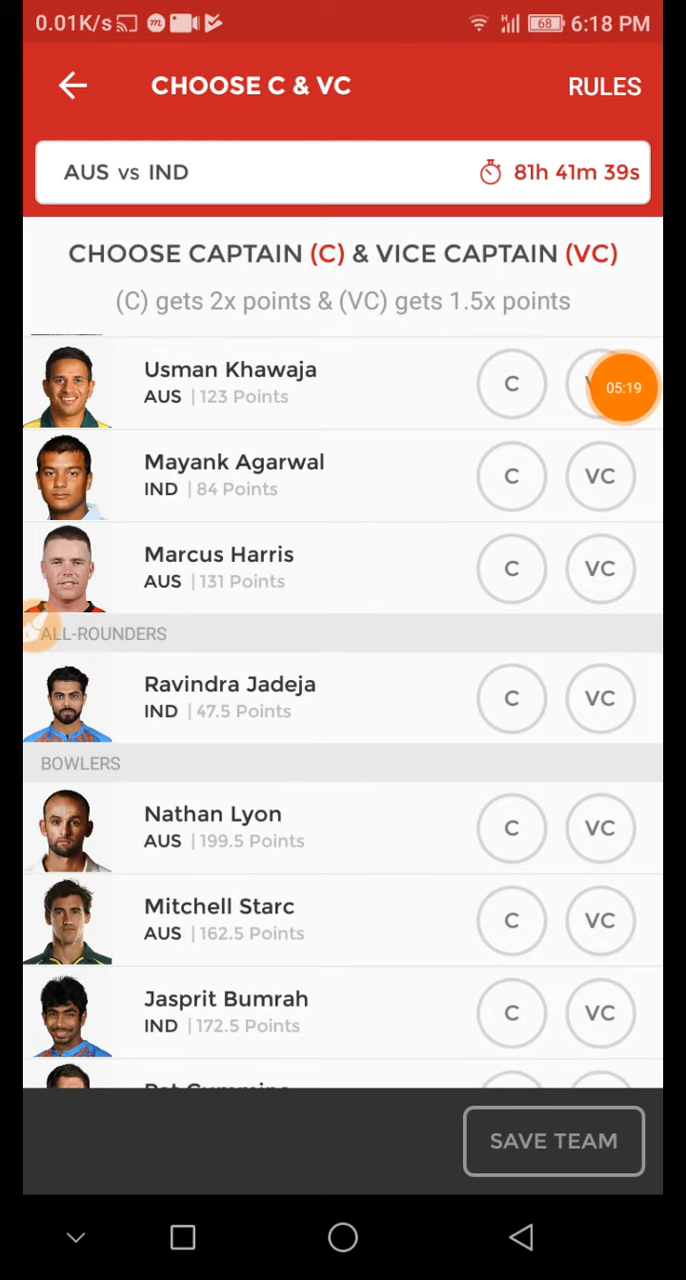 0.01K/s 68 6:18 PM
CHOOSE C & VC RULES
AUS vs IND 81h 41m 39s
CHOOSE CAPTAIN (C) & VICE CAPTAIN (VC)
(C) gets 2x points & (VC) gets 1.5x points
Usman Khawaja
AUS | 123 Points
C
05:19
Mayank Agarwal
IND | 84 Points
C VC
Marcus Harris
AUS | 131 Points
C VC
ALL-ROUNDERS
Ravindra Jadeja
IND | 47.5 Points
C VC
BOWLERS
Nathan Lyon
AUS | 199.5 Points
C VC
Mitchell Starc
AUS | 162.5 Points
C VC
Jasprit Bumrah
IND | 172.5 Points
C VC
SAVE TEAM